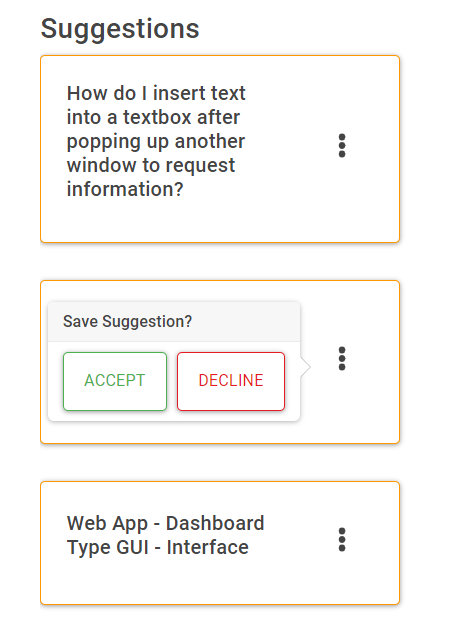 Suggestions
How do I insert text
into a textbox after
popping up another
window to request
information?
Save Suggestion?
ACCEPT
DECLINE
Web App - Dashboard
Type GUI - Interface